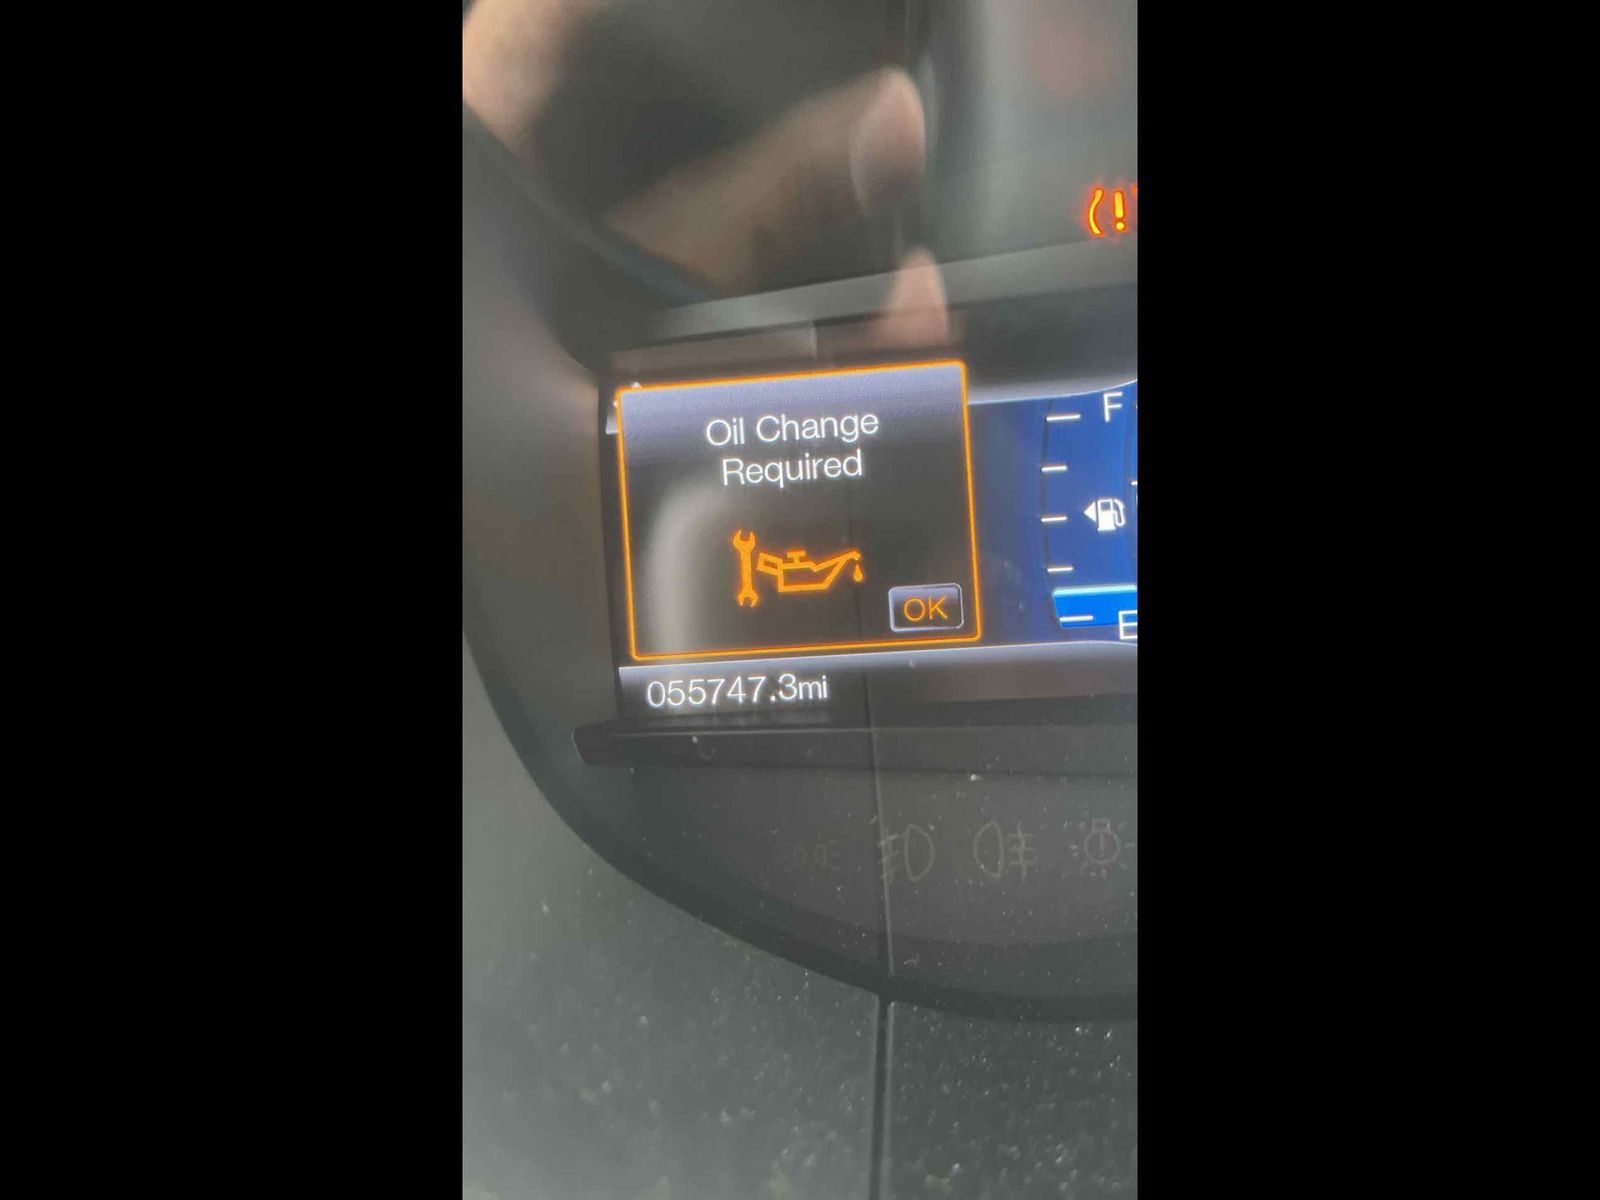 Oil Change
Required
OK
055747.3mi
F
E